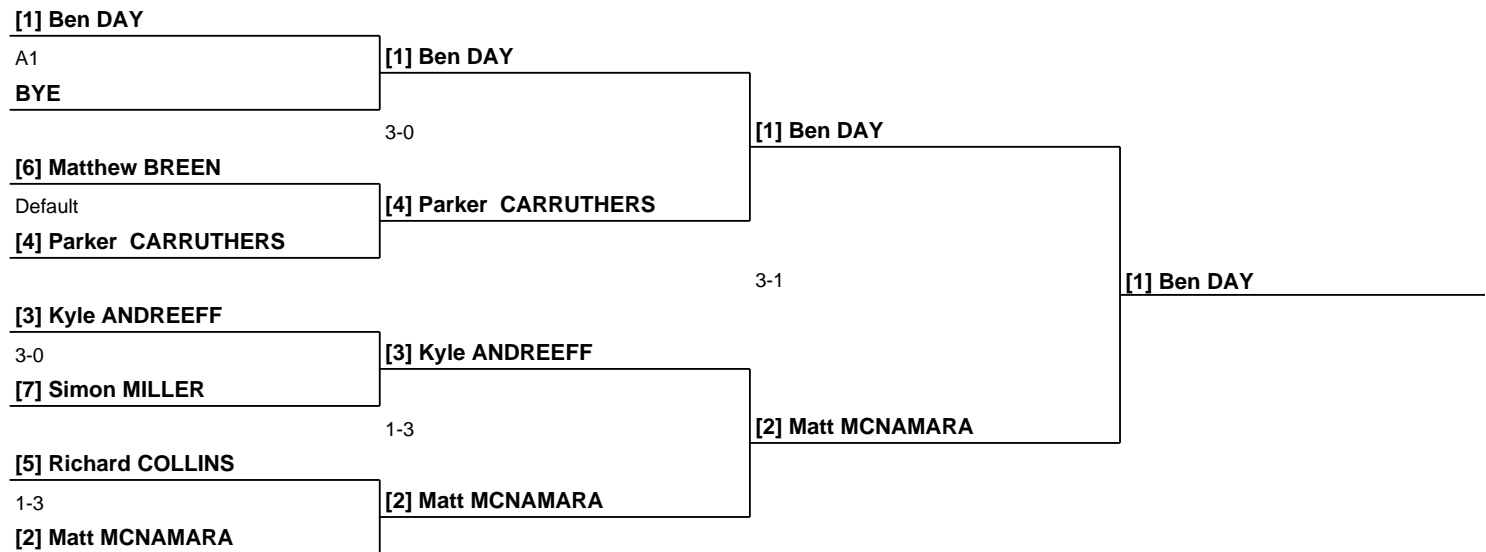 [1] Ben DAY
A1
[1] Ben DAY
BYE
3-0
[1] Ben DAY
[6] Matthew BREEN
Default
[4] Parker  CARRUTHERS
[4] Parker  CARRUTHERS
3-1
[1] Ben DAY
[3] Kyle ANDREEFF
3-0
[3] Kyle ANDREEFF
[7] Simon MILLER
1-3
[2] Matt MCNAMARA
[5] Richard COLLINS
1-3
[2] Matt MCNAMARA
[2] Matt MCNAMARA